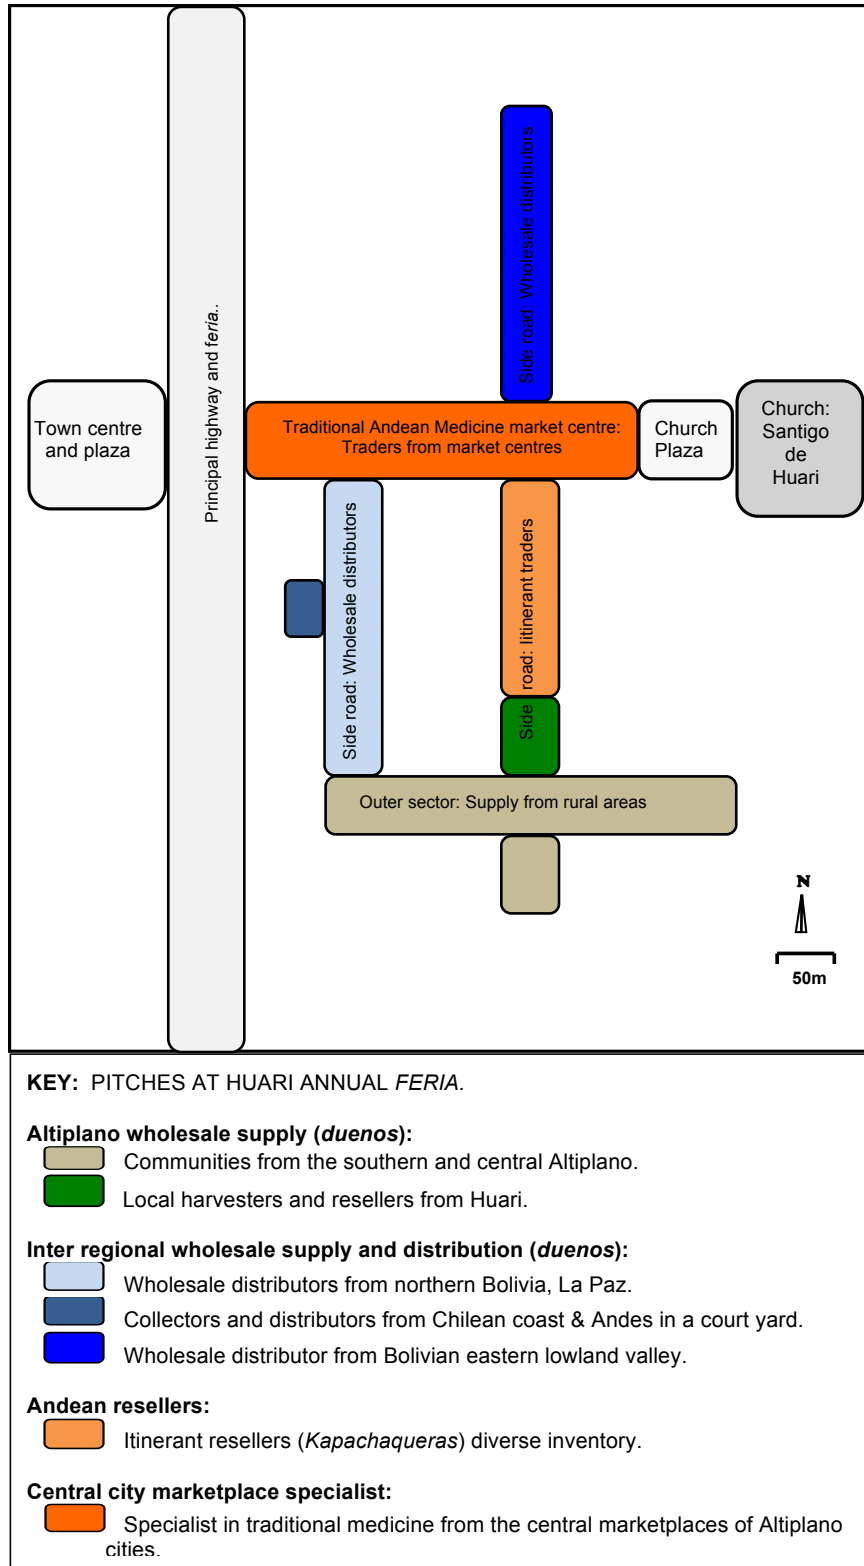 Side road: Wholesale distributors
Principal highway and feria..
Town centre
and plaza
Traditional Andean Medicine market centre:
Traders from market centres
Church
Plaza
Church:
Santigo
de
Huari
Side road: Wholesale distributors
Side road: Iitinerant traders
Outer sector: Supply from rural areas
N
50m
KEY: PITCHES AT HUARI ANNUAL FERIA.
Altiplano wholesale supply (duenos):
Communities from the southern and central Altiplano.
Local harvesters and resellers from Huari.
Inter regional wholesale supply and distribution (duenos):
Wholesale distributors from northern Bolivia, La Paz.
Collectors and distributors from Chilean coast & Andes in a court yard.
Wholesale distributor from Bolivian eastern lowland valley.
Andean resellers:
Itinerant resellers (Kapachaqueras) diverse inventory.
Central city marketplace specialist:
Specialist in traditional medicine from the central marketplaces of Altiplano
cities.